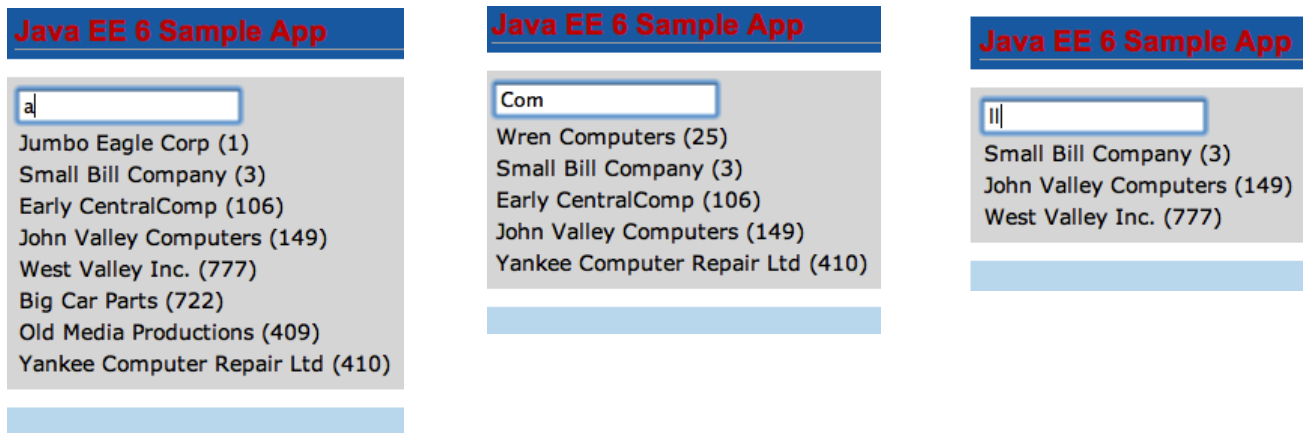 Java EE 6 Sample App
a
Jumbo Eagle Corp (1)
Small Bill Company (3)
Early CentralComp (106)
John Valley Computers (149)
West Valley Inc. (777)
Big Car Parts (722)
Old Media Productions (409)
Yankee Computer Repair Ltd (410)
Java EE 6 Sample App
Com
Wren Computers (25)
Small Bill Company (3)
Early CentralComp (106)
John Valley Computers (149)
Yankee Computer Repair Ltd (410)
Java EE 6 Sample App
ll
Small Bill Company (3)
John Valley Computers (149)
West Valley Inc. (777)